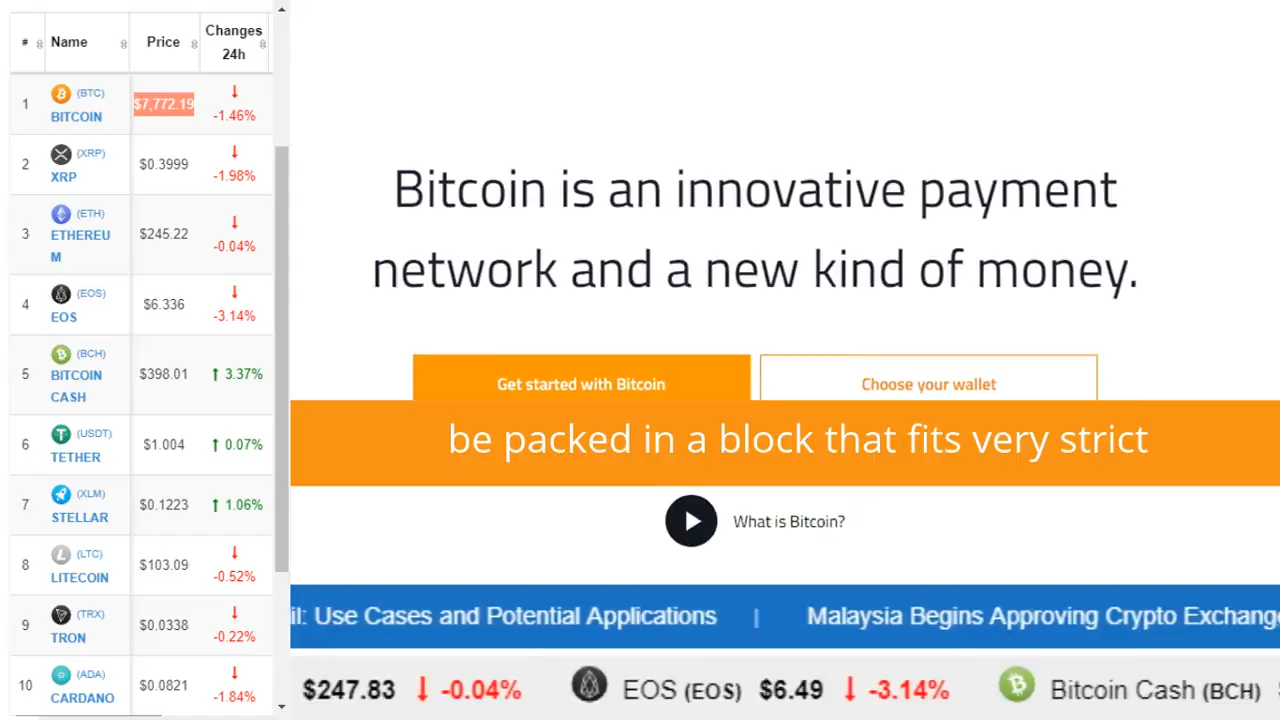 # Name Price Changes
24h
1 (BTC) BITCOIN $7,772.19 ↓ -1.46%
2 (XRP) XRP $0.3999 ↓ -1.98%
3 (ETH) ETHEREU
M $245.22 ↓ -0.04%
4 (EOS) EOS $6.336 ↓ -3.14%
5 (BCH) BITCOIN
CASH $398.01 ↑ 3.37%
6 (USDT) TETHER $1.004 ↑ 0.07%
7 (XLM) STELLAR $0.1223 ↑ 1.06%
8 (LTC) LITECOIN $103.09 ↓ -0.52%
9 (TRX) TRON $0.0338 ↓ -0.22%
10 (ADA) CARDANO $0.0821 ↓ -1.84%
Bitcoin is an innovative payment
network and a new kind of money.
Get started with Bitcoin
Choose your wallet
be packed in a block that fits very strict
What is Bitcoin?
il: Use Cases and Potential Applications | Malaysia Begins Approving Crypto Exchange
$247.83 ↓ -0.04% EOS (EOS) $6.49 ↓ -3.14% Bitcoin Cash (BCH)